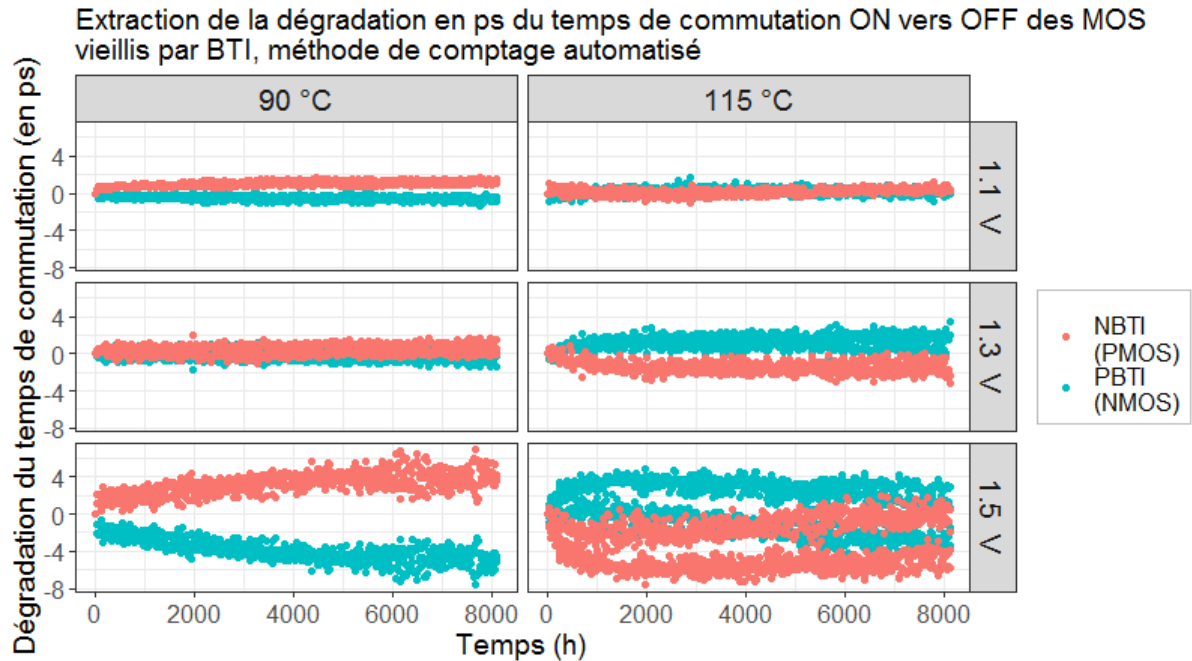 Extraction de la dégradation en ps du temps de commutation ON vers OFF des MOS
vieillis par BTI, méthode de comptage automatisé
Dégradation du temps de commutation (en ps)
90 °C
115 °C
4
0
-4
-8
1.1 V
4
0
-4
-8
1.3 V
4
0
-4
-8
1.5 V
0 2000 4000 6000 8000
0 2000 4000 6000 8000
Temps (h)
NBTI
(PMOS)
PBTI
(NMOS)